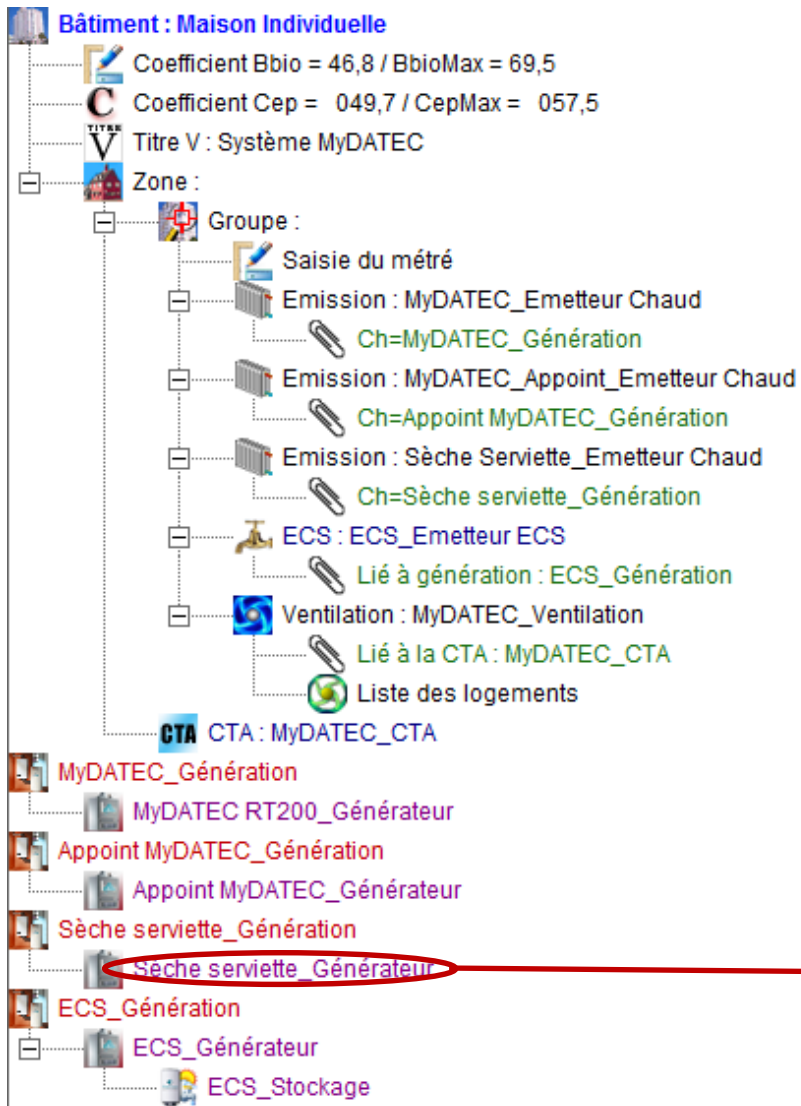 Bâtiment : Maison Individuelle
Coefficient Bbio = 46,8 / BbioMax = 69,5
C Coefficient Cep = 049,7 / CepMax = 057,5
TITRE V Titre V : Système MyDATEC
Zone :
Groupe :
Saisie du métré
Emission : MyDATEC_Emetteur Chaud
Ch=MyDATEC_Génération
Emission : MyDATEC_Appoint_Emetteur Chaud
Ch=Appoint MyDATEC_Génération
Emission : Sèche Serviette_Emetteur Chaud
Ch=Sèche serviette_Génération
ECS : ECS_Emetteur ECS
Lié à génération : ECS_Génération
Ventilation : MyDATEC_Ventilation
Lié à la CTA : MyDATEC_CTA
Liste des logements
CTA CTA : MyDATEC_CTA
MyDATEC_Génération
MyDATEC RT200_Générateur
Appoint MyDATEC_Génération
Appoint MyDATEC_Générateur
Sèche serviette_Génération
Sèche serviette_Générateur
ECS_Génération
ECS_Générateur
ECS_Stockage